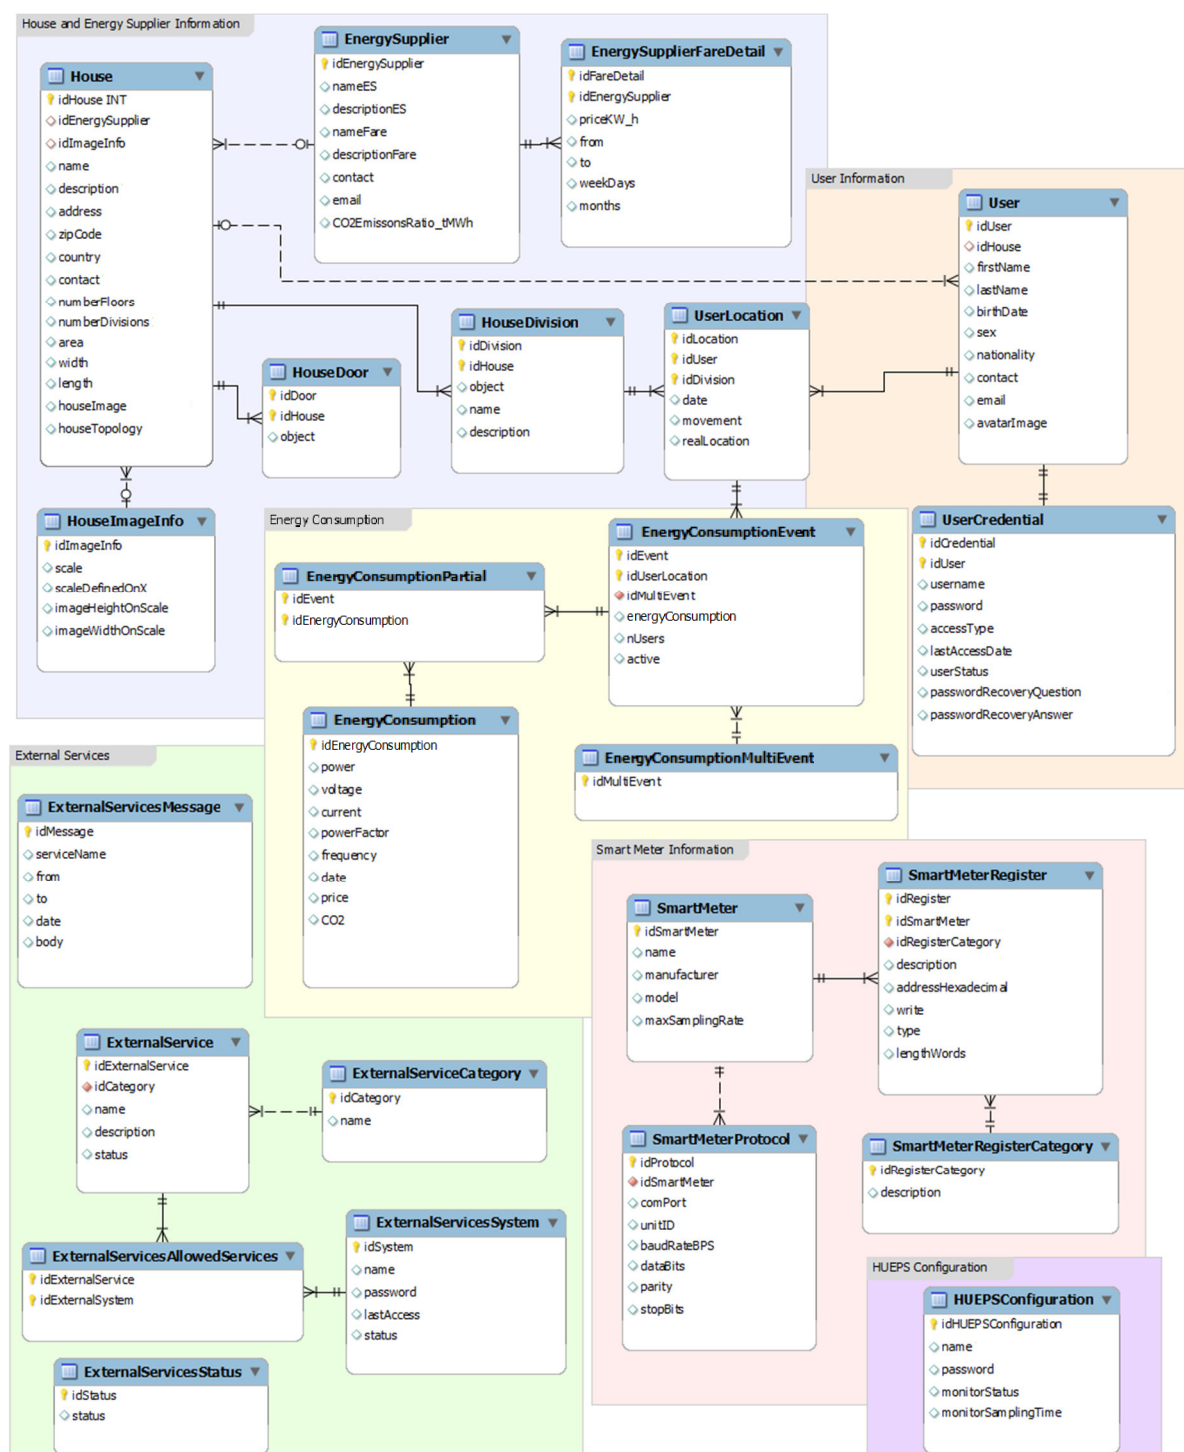 House and Energy Supplier Information
House
idHouse INT
idEnergySupplier
idImageInfo
name
description
address
zipCode
country
contact
numberFloors
numberDivisions
area
width
length
houseImage
houseTopology
EnergySupplier
idEnergySupplier
nameES
descriptionES
nameFare
descriptionFare
contact
email
CO2EmissonsRatio_tMWh
EnergySupplierFareDetail
idFareDetail
idEnergySupplier
priceKW_h
from
to
weekDays
months
HouseDoor
idDoor
idHouse
object
HouseDivision
idDivision
idHouse
object
name
description
UserLocation
idLocation
idUser
idDivision
date
movement
realLocation
HouseImageInfo
idImageInfo
scale
scaleDefinedOnX
imageHeightOnScale
imageWidthOnScale
User Information
User
idUser
idHouse
firstName
lastName
birthDate
sex
nationality
contact
email
avatarImage
UserCredential
idCredential
idUser
username
password
accessType
lastAccessDate
userStatus
passwordRecoveryQuestion
passwordRecoveryAnswer
Energy Consumption
EnergyConsumptionPartial
idEvent
idEnergyConsumption
EnergyConsumptionEvent
idEvent
idUserLocation
idMultiEvent
energyConsumption
nUsers
active
EnergyConsumption
idEnergyConsumption
power
voltage
current
powerFactor
frequency
date
price
CO2
EnergyConsumptionMultiEvent
idMultiEvent
External Services
ExternalServicesMessage
idMessage
serviceName
from
to
date
body
ExternalService
idExternalService
idCategory
name
description
status
ExternalServiceCategory
idCategory
name
ExternalServicesAllowedServices
idExternalService
idExternalSystem
ExternalServicesSystem
idSystem
name
password
lastAccess
status
ExternalServicesStatus
idStatus
status
Smart Meter Information
SmartMeter
idSmartMeter
name
manufacturer
model
maxSamplingRate
SmartMeterRegister
idRegister
idSmartMeter
idRegisterCategory
description
addressHexadecimal
write
type
lengthWords
SmartMeterProtocol
idProtocol
idSmartMeter
comPort
unitID
baudRateBPS
dataBits
parity
stopBits
SmartMeterRegisterCategory
idRegisterCategory
description
HUEPS Configuration
HUEPSConfiguration
idHUEPSConfiguration
name
password
monitorStatus
monitorSamplingTime